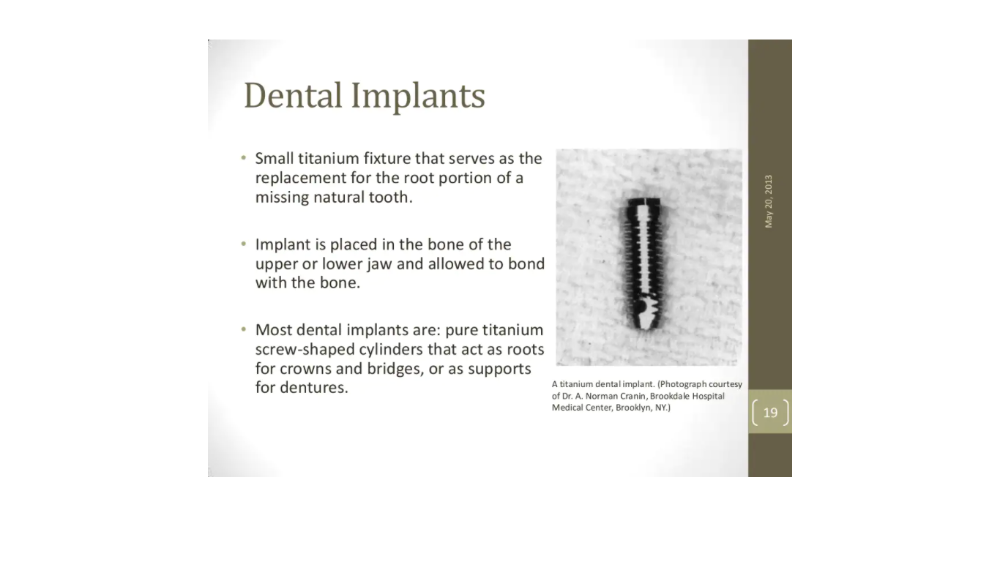 Dental Implants
• Small titanium fixture that serves as the
replacement for the root portion of a
missing natural tooth.
• Implant is placed in the bone of the
upper or lower jaw and allowed to bond
with the bone.
• Most dental implants are: pure titanium
screw-shaped cylinders that act as roots
for crowns and bridges, or as supports
for dentures.
A titanium dental implant. (Photograph courtesy
of Dr. A. Norman Cranin, Brookdale Hospital
Medical Center, Brooklyn, NY.)
May 20, 2013
19